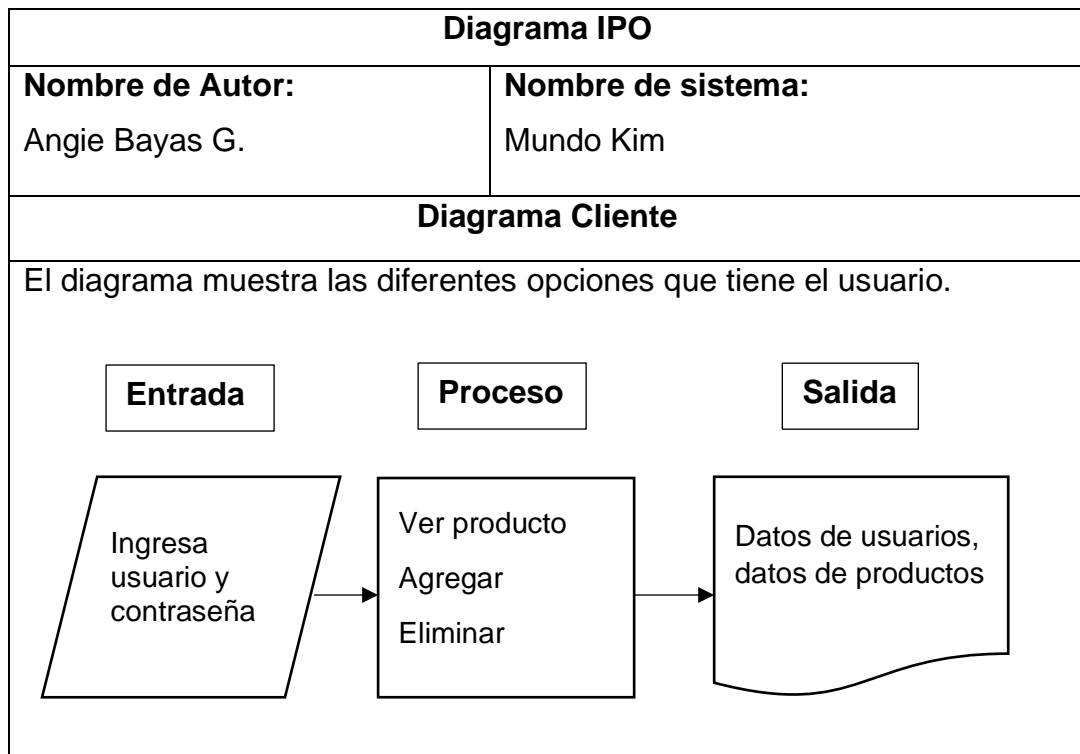 Diagrama IPO
Nombre de Autor:
Angie Bayas G.
Nombre de sistema:
Mundo Kim
Diagrama Cliente
El diagrama muestra las diferentes opciones que tiene el usuario.
Entrada
Proceso
Salida
Ingresa
usuario y
contraseña
Ver producto
Agregar
Eliminar
Datos de usuarios,
datos de productos